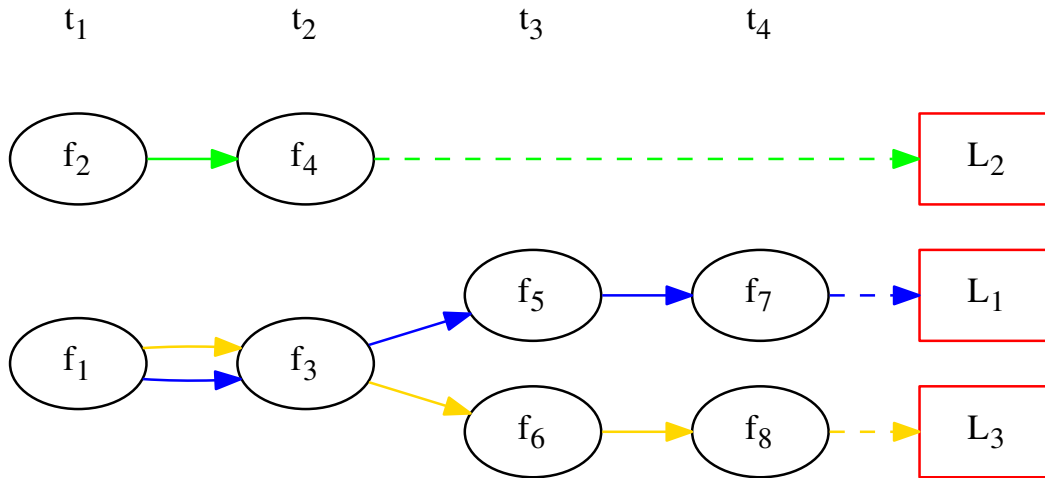 t₁ t₂ t₃ t₄
f₂ f₄ L₂
f₅ f₇ L₁
f₁ f₃
f₆ f₈ L₃